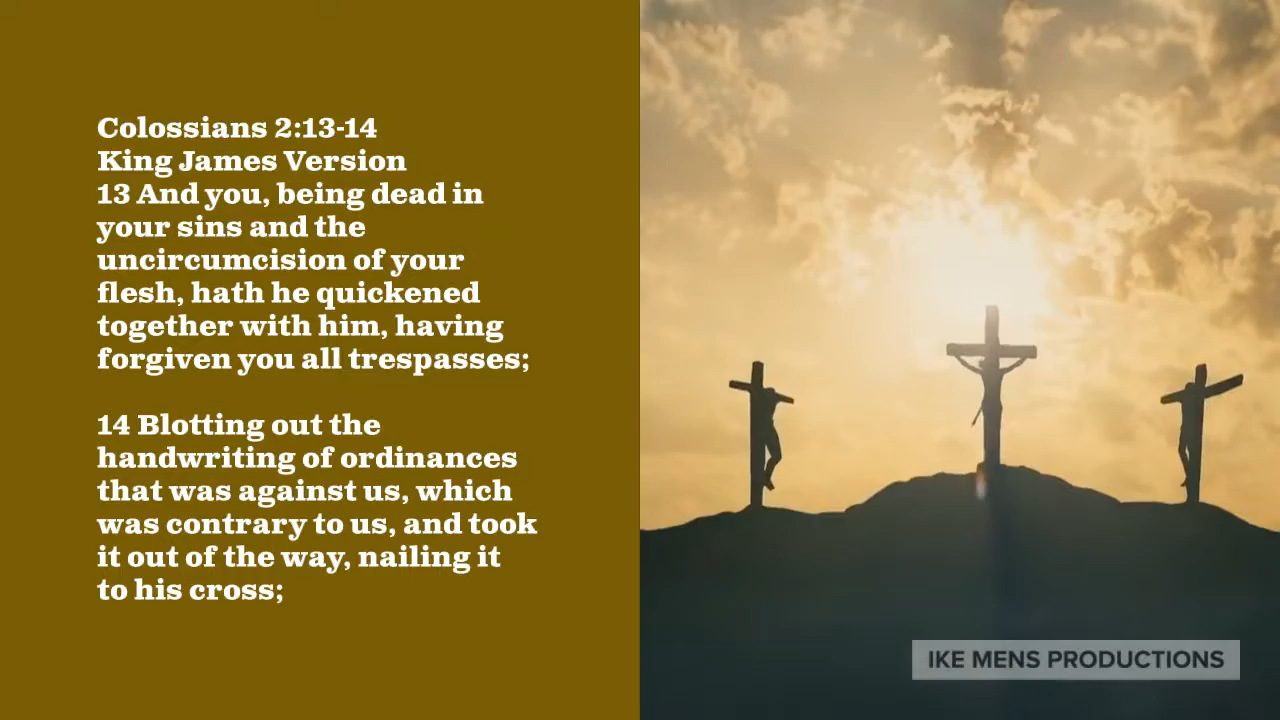 Colossians 2:13-14
King James Version
13 And you, being dead in
your sins and the
uncircumcision of your
flesh, hath he quickened
together with him, having
forgiven you all trespasses;
14 Blotting out the
handwriting of ordinances
that was against us, which
was contrary to us, and took
it out of the way, nailing it
to his cross;
IKE MENS PRODUCTIONS